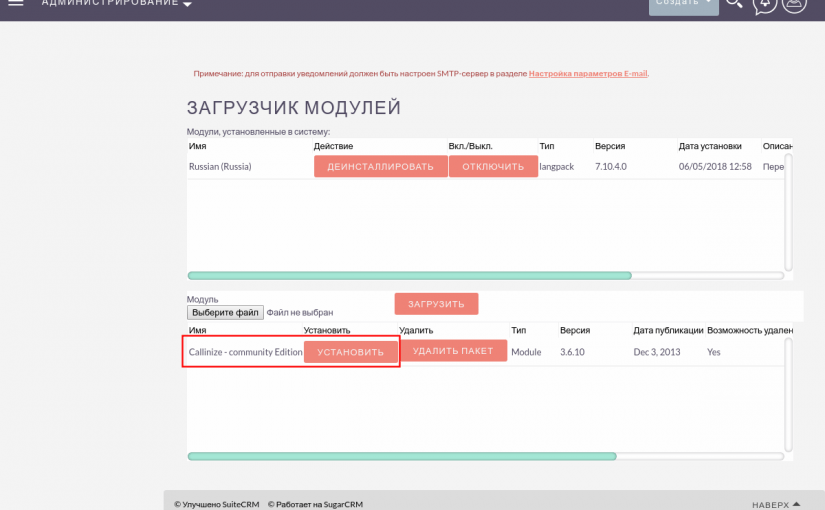 АДМИНИСТРИРОВАНИЕ
Создать
Примечание: для отправки уведомлений должен быть настроен SMTP-сервер в разделе Настройка параметров E-mail.
ЗАГРУЗЧИК МОДУЛЕЙ
Модули, установленные в систему:
Имя Действие Вкл./Выкл. Тип Версия Дата установки Описан
Russian (Russia) ДЕИНСТАЛЛИРОВАТЬ ОТКЛЮЧИТЬ langpack 7.10.4.0 06/05/2018 12:58 Пере
Модуль
Выберите файл Файл не выбран ЗАГРУЗИТЬ
Имя Установить Удалить Тип Версия Дата публикации Возможность удален
Callinize - community Edition УСТАНОВИТЬ УДАЛИТЬ ПАКЕТ Module 3.6.10 Dec 3, 2013 Yes
© Улучшено SuiteCRM © Работает на SugarCRM НАВЕРХ